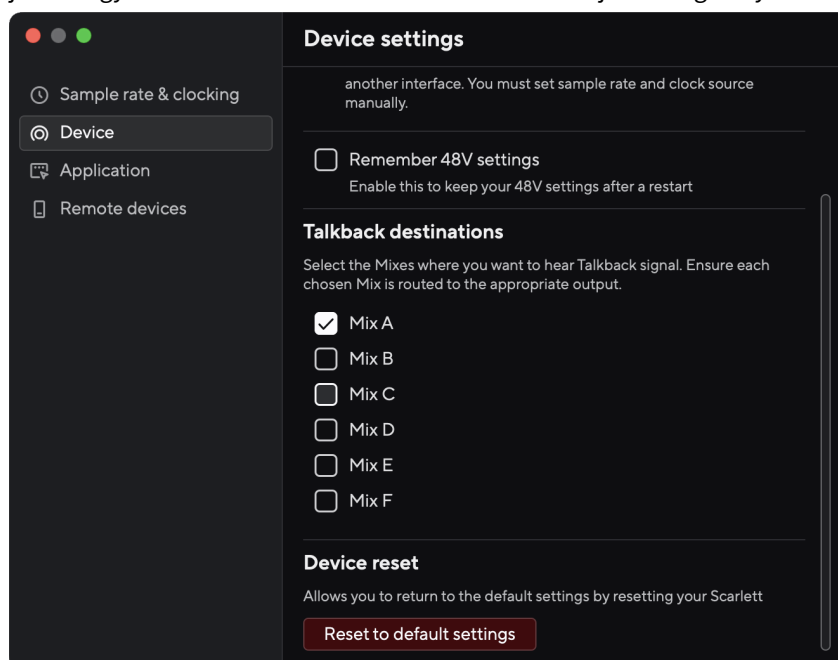 Device settings
Sample rate & clocking
Device
Application
Remote devices
another interface. You must set sample rate and clock source
manually.
Remember 48V settings
Enable this to keep your 48V settings after a restart
Talkback destinations
Select the Mixes where you want to hear Talkback signal. Ensure each
chosen Mix is routed to the appropriate output.
Mix A
Mix B
Mix C
Mix D
Mix E
Mix F
Device reset
Allows you to return to the default settings by resetting your Scarlett
Reset to default settings